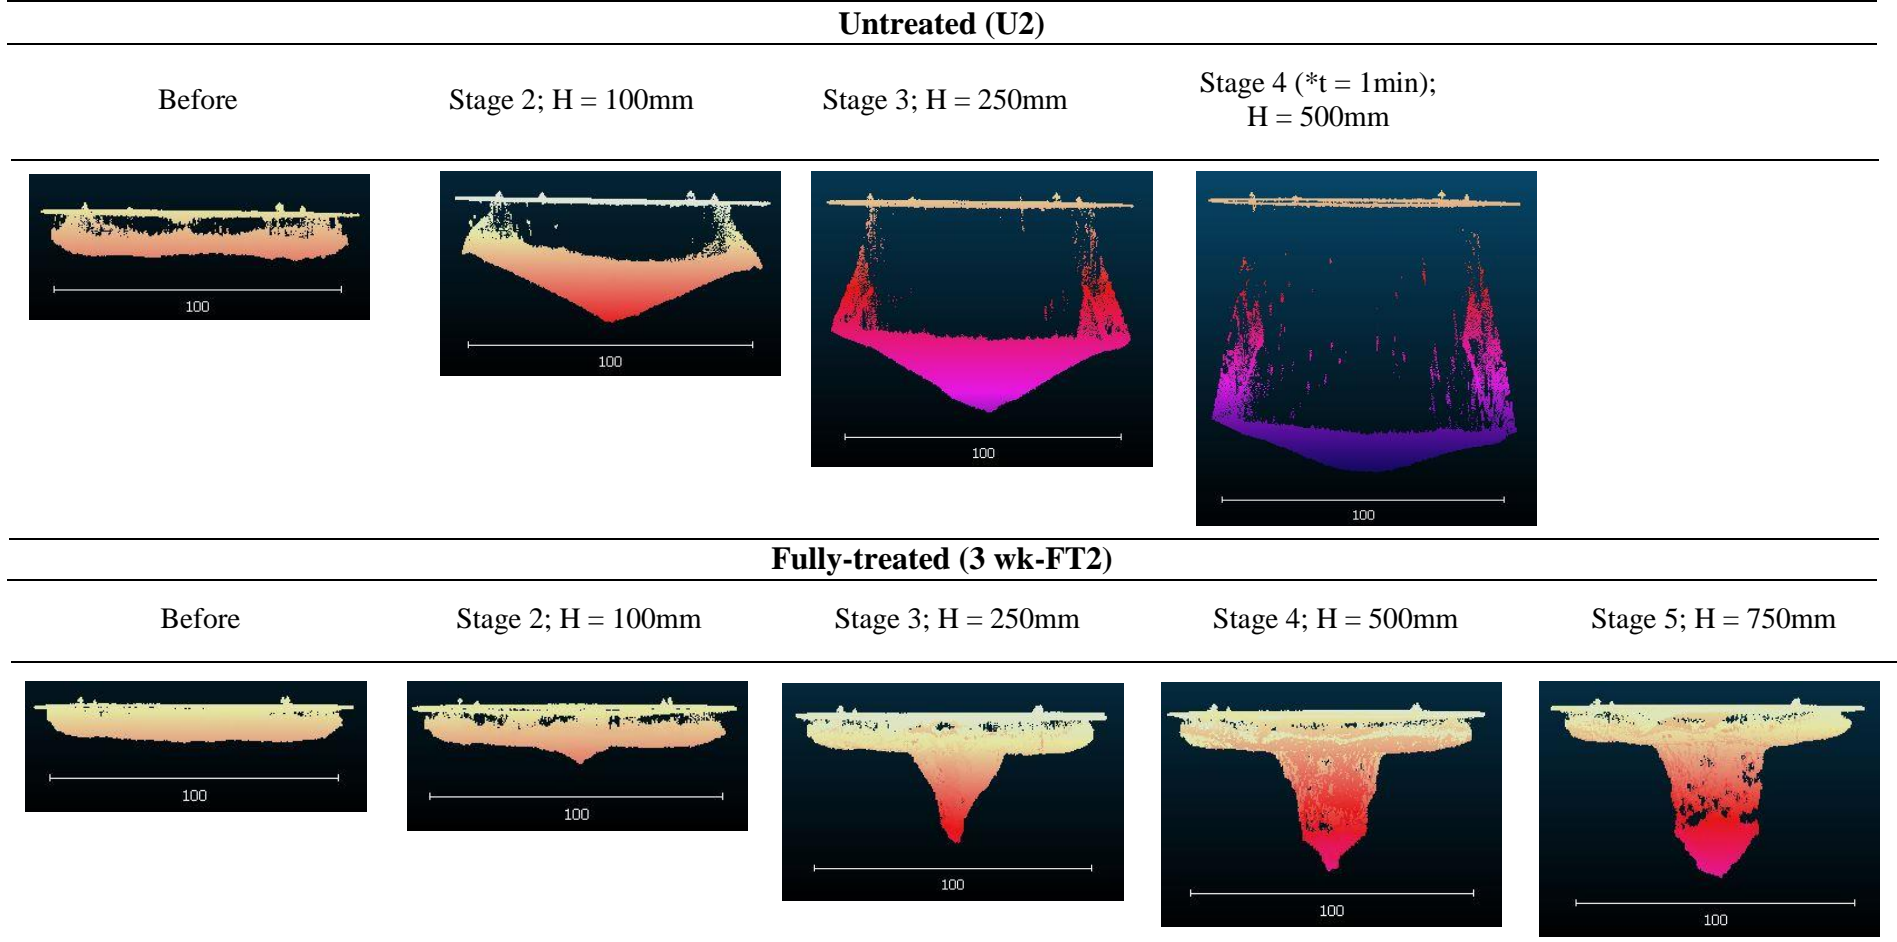 Untreated (U2)
Before
Stage 2; H = 100mm
Stage 3; H = 250mm
Stage 4 (*t = 1min);
H = 500mm
100
100
100
100
Fully-treated (3 wk-FT2)
Before
Stage 2; H = 100mm
Stage 3; H = 250mm
Stage 4; H = 500mm
Stage 5; H = 750mm
100
100
100
100
100